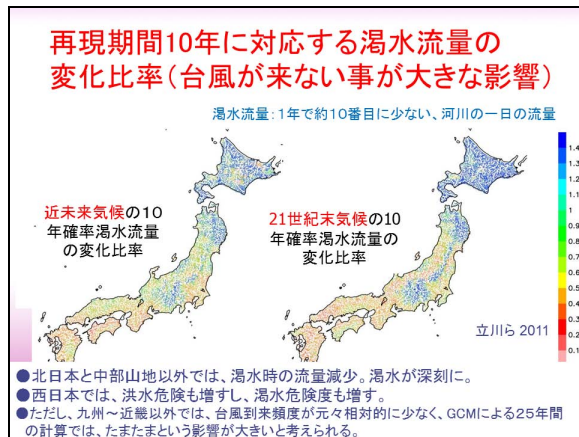 再現期間10年に対応する渇水流量の
変化比率(台風が来ない事が大きな影響)
渇水流量:1年で約10番目に少ない、河川の一日の流量
近未来気候の10
年確率渇水流量
の変化比率
21世紀末気候の10
年確率渇水流量の
変化比率
1.4
1.3
1.2
1.1
1
0.9
0.8
0.7
0.6
0.5
0.4
0.3
0.2
0.1
立川ら 2011
●北日本と中部山地以外では、渇水時の流量減少。渇水が深刻に。
●西日本では、洪水危険も増すし、渇水危険度も増す。
●ただし、九州~近畿以外では、台風到来頻度が元々相対的に少なく、GCMによる25年間
の計算では、たまたまという影響が大きいと考えられる。